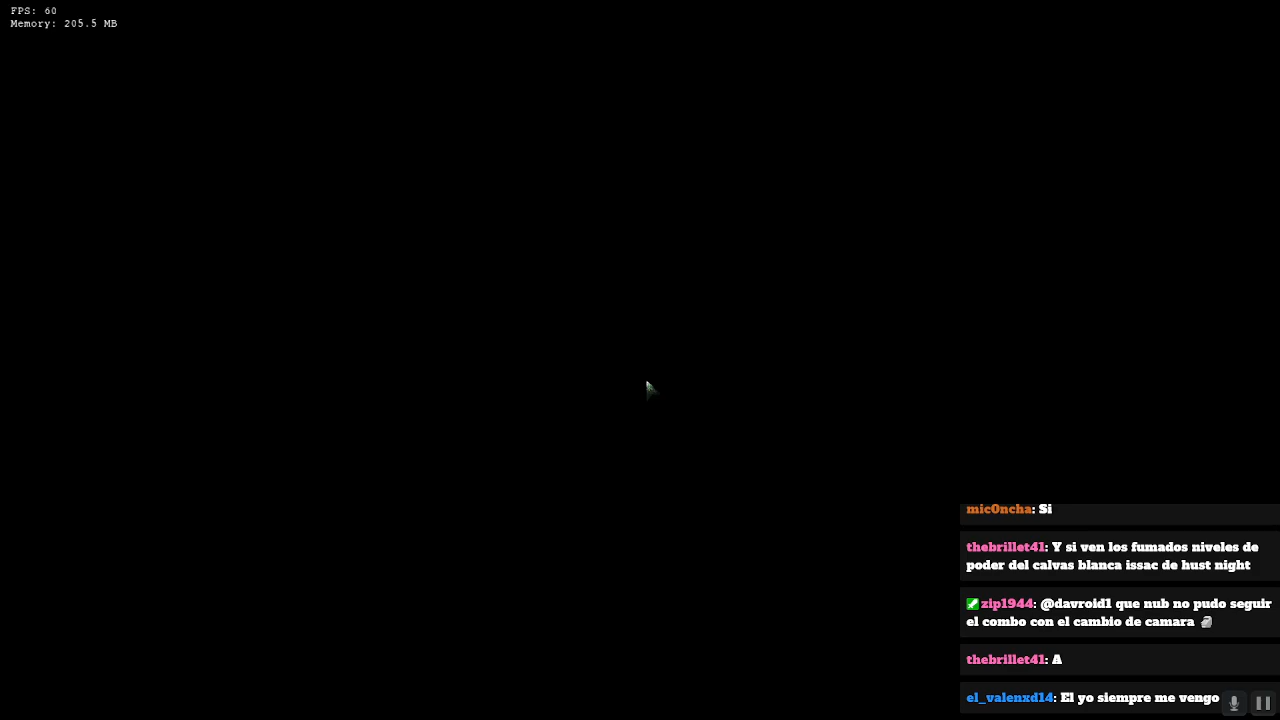 FPS: 60
Memory: 205.5 MB
mic0ncha: Si
thebrillet41: Y si ven los fumados niveles de
poder del calvas blanca issac de hust night
zip1944: @davroid1 que nub no pudo seguir
el combo con el cambio de camara 🗿
thebrillet41: A
el_valenxd14: El yo siempre me vengo